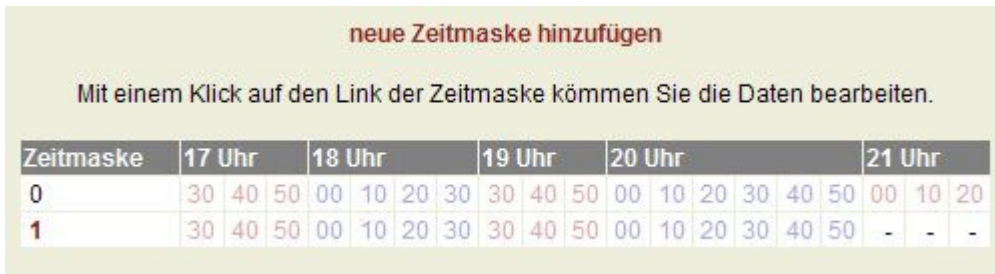 neue Zeitmaske hinzufügen
Mit einem Klick auf den Link der Zeitmaske kömmen Sie die Daten bearbeiten.
Zeitmaske 17 Uhr 18 Uhr 19 Uhr 20 Uhr 21 Uhr
0 30 40 50 00 10 20 30 30 40 50 00 10 20 30 40 50 00 10 20
1 30 40 50 00 10 20 30 30 40 50 00 10 20 30 40 50 - - -